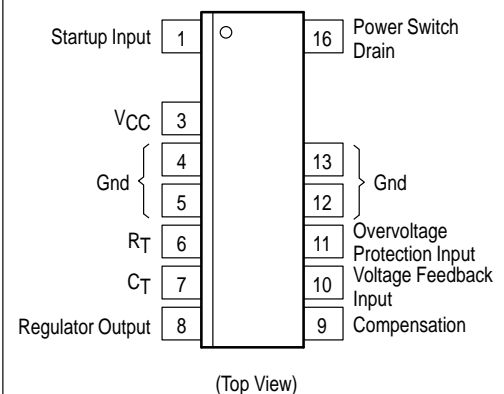 Startup Input 1 16 Power Switch
Drain
VCC 3
4 13
Gnd Gnd
5 12
RT 6 11 Overvoltage
Protection Input
CT 7 10 Voltage Feedback
Input
Regulator Output 8 9 Compensation
(Top View)